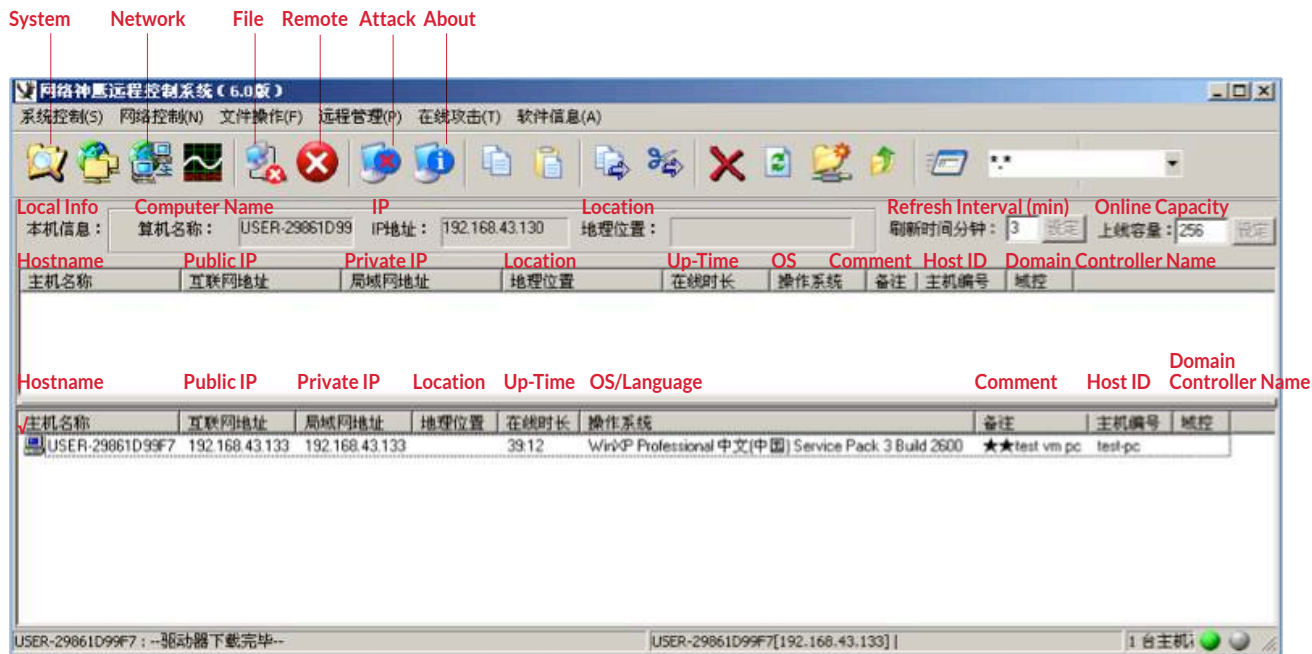 System Network File Remote Attack About
网络神鹰远程控制系统(6.0版)
系统控制(S) 网络控制(N) 文件操作(F) 远程管理(P) 在线攻击(T) 软件信息(A)
*.*
Local Info Computer Name IP Location Refresh Interval (min) Online Capacity
本机信息: 算机名称: USER-29861D99 IP地址: 192.168.43.130 地理位置: 刷新时间分钟: 3 设定 上线容量: 256 设定
Hostname Public IP Private IP Location Up-Time OS Comment Host ID Domain Controller Name
主机名称 互联网地址 局域网地址 地理位置 在线时长 操作系统 备注 主机编号 域控
Domain
Hostname Public IP Private IP Location Up-Time OS/Language Comment Host ID Controller Name
主机名称 互联网地址 局域网地址 地理位置 在线时长 操作系统 备注 主机编号 域控
USER-29861D99F7 192.168.43.133 192.168.43.133 39:12 WinXP Professional 中文(中国) Service Pack 3 Build 2600 ★★test vm pc test-pc
USER-29861D99F7:--驱动器下载完毕-- USER-29861D99F7[192.168.43.133] | 1 台主机